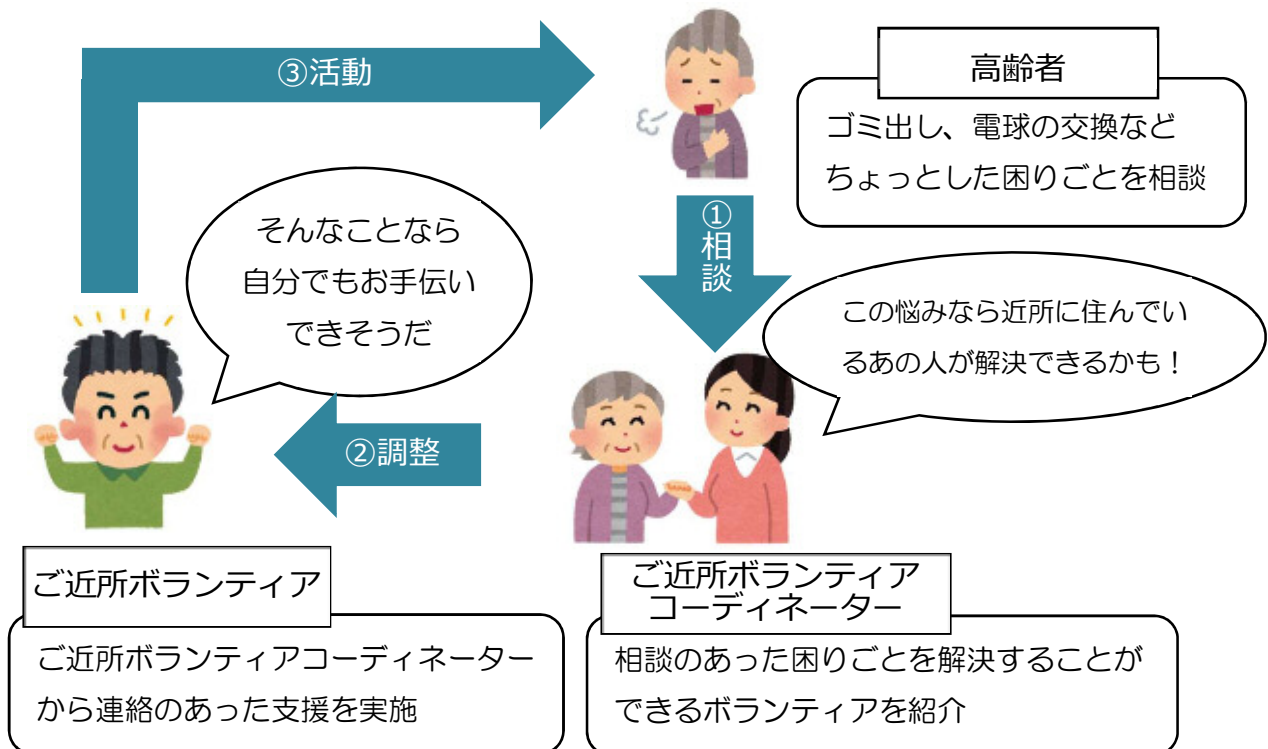 ③活動
高齢者
ゴミ出し、電球の交換など
ちょっとした困りごとを相談
①相談
そんなことなら
自分でもお手伝い
できそうだ
この悩みなら近所に住んでい
るあの人が解決できるかも！
②調整
ご近所ボランティア
ご近所ボランティアコーディネーター
から連絡のあった支援を実施
ご近所ボランティア
コーディネーター
相談のあった困りごとを解決することが
できるボランティアを紹介